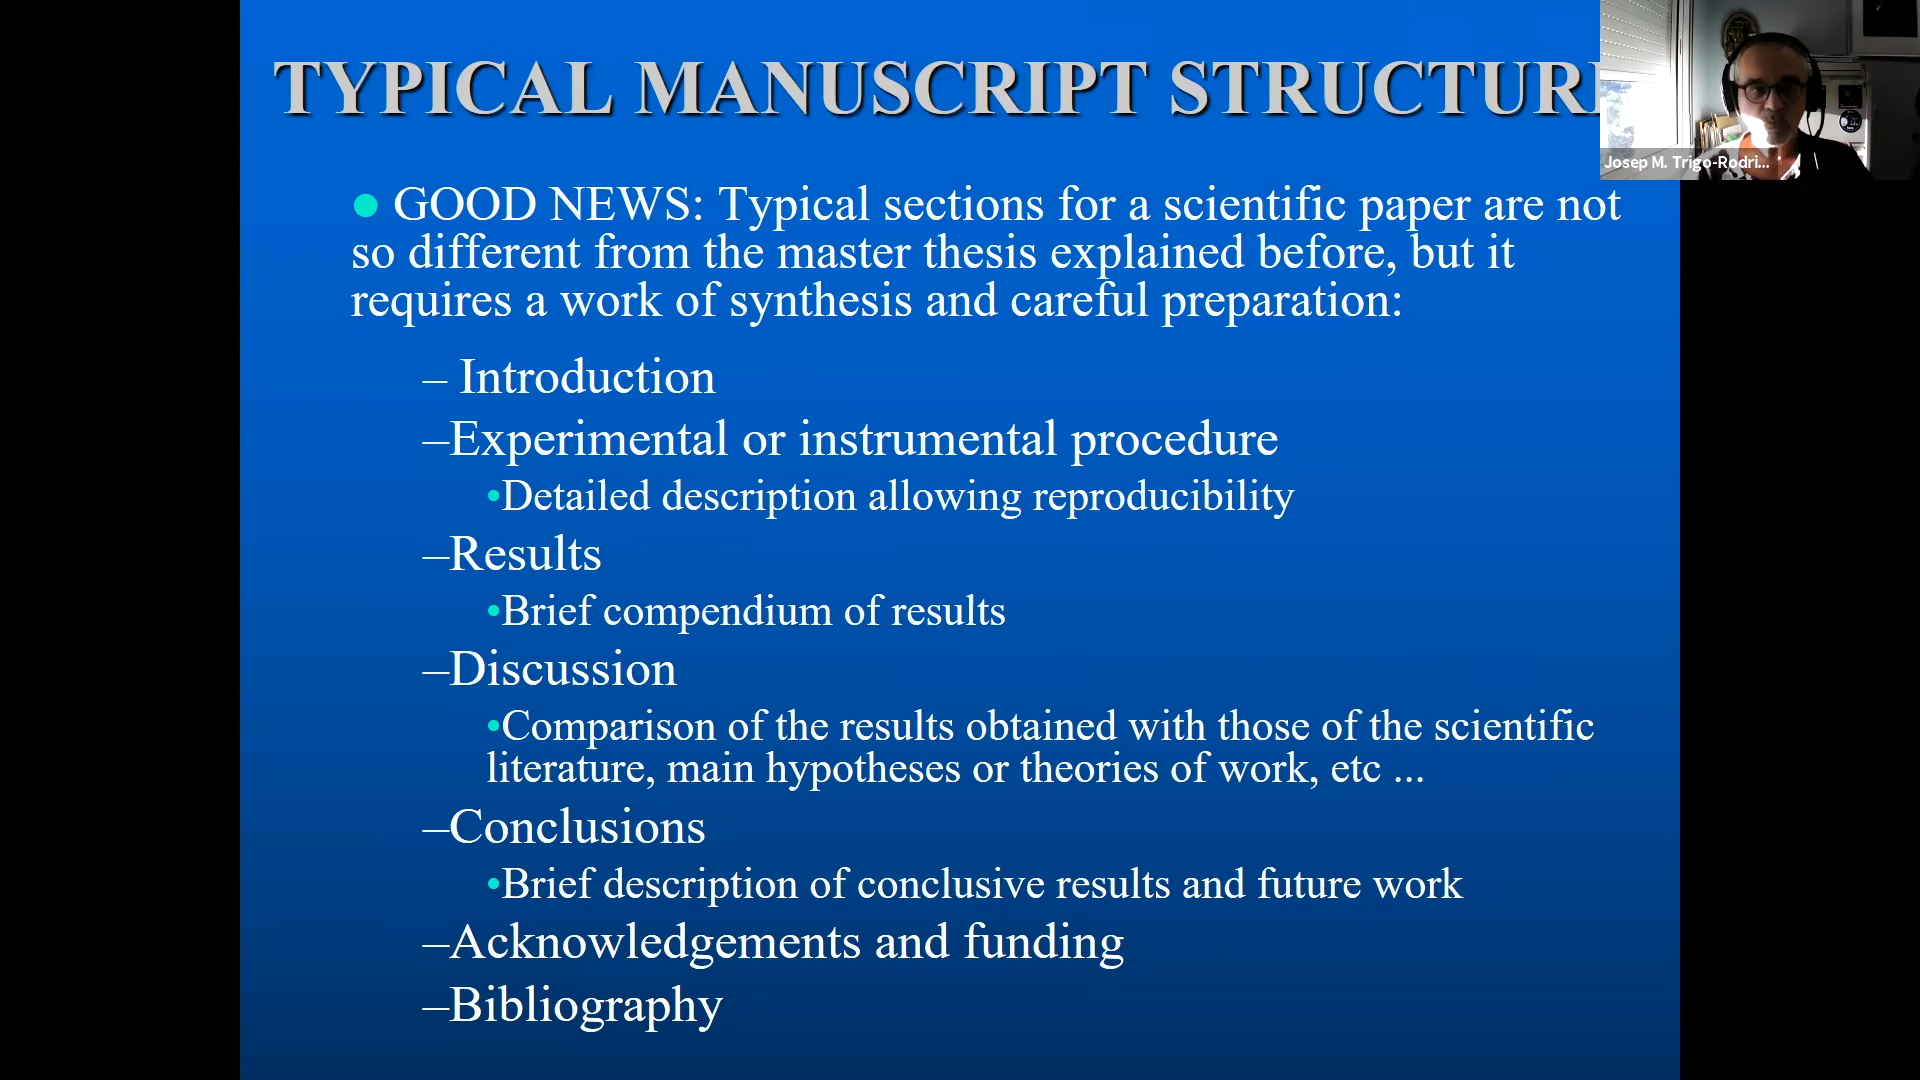 TYPICAL MANUSCRIPT STRUCTUR
Josep M. Trigo-Rodri...
● GOOD NEWS: Typical sections for a scientific paper are not
so different from the master thesis explained before, but it
requires a work of synthesis and careful preparation:
– Introduction
–Experimental or instrumental procedure
•Detailed description allowing reproducibility
–Results
•Brief compendium of results
–Discussion
•Comparison of the results obtained with those of the scientific
literature, main hypotheses or theories of work, etc ...
–Conclusions
•Brief description of conclusive results and future work
–Acknowledgements and funding
–Bibliography